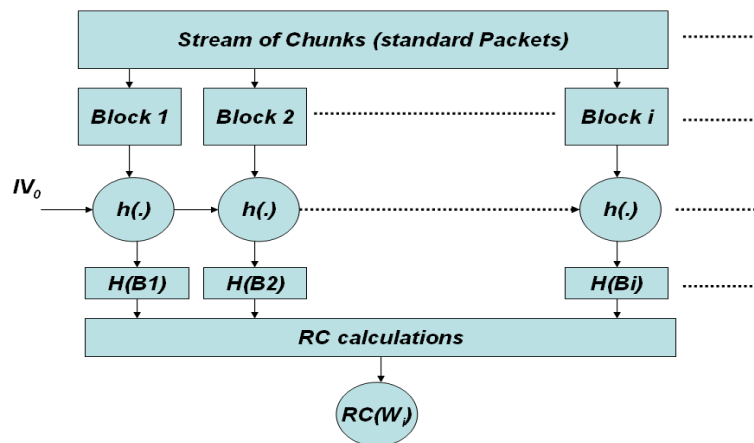 Stream of Chunks (standard Packets)
Block 1 Block 2 Block i
IV₀
h(.) h(.) h(.)
H(B1) H(B2) H(Bi)
RC calculations
RC(Wᵢ)